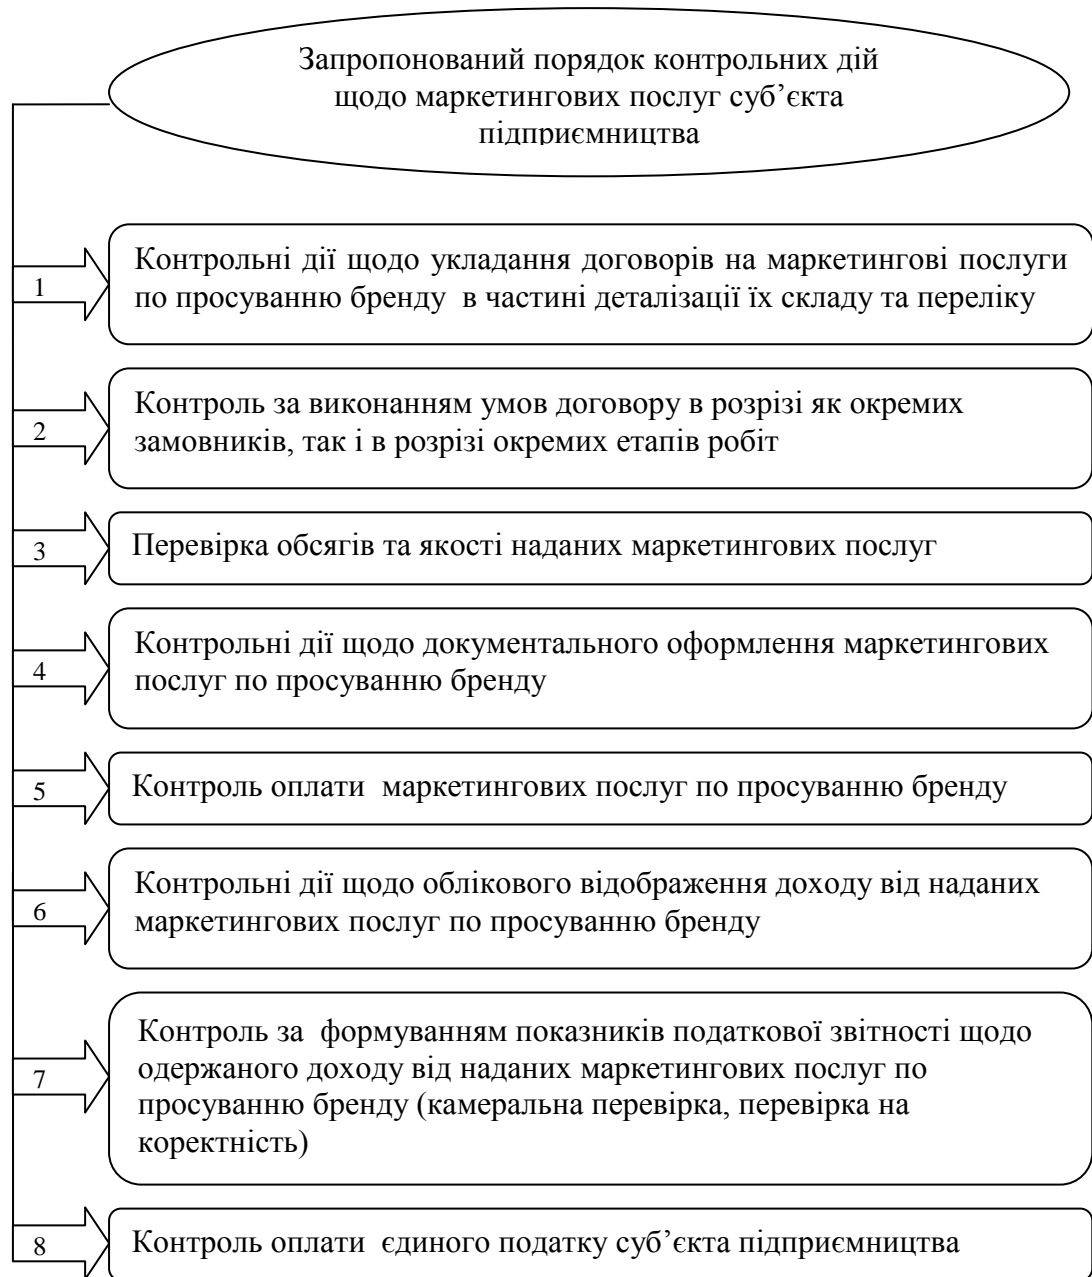 Запропонований порядок контрольних дій
щодо маркетингових послуг суб’єкта
підприємництва
1
Контрольні дії щодо укладання договорів на маркетингові послуги
по просуванню бренду в частині деталізації їх складу та переліку
2
Контроль за виконанням умов договору в розрізі як окремих
замовників, так і в розрізі окремих етапів робіт
3
Перевірка обсягів та якості наданих маркетингових послуг
4
Контрольні дії щодо документального оформлення маркетингових
послуг по просуванню бренду
5
Контроль оплати маркетингових послуг по просуванню бренду
6
Контрольні дії щодо облікового відображення доходу від наданих
маркетингових послуг по просуванню бренду
7
Контроль за формуванням показників податкової звітності щодо
одержаного доходу від наданих маркетингових послуг по
просуванню бренду (камеральна перевірка, перевірка на
коректність)
8
Контроль оплати єдиного податку суб’єкта підприємництва